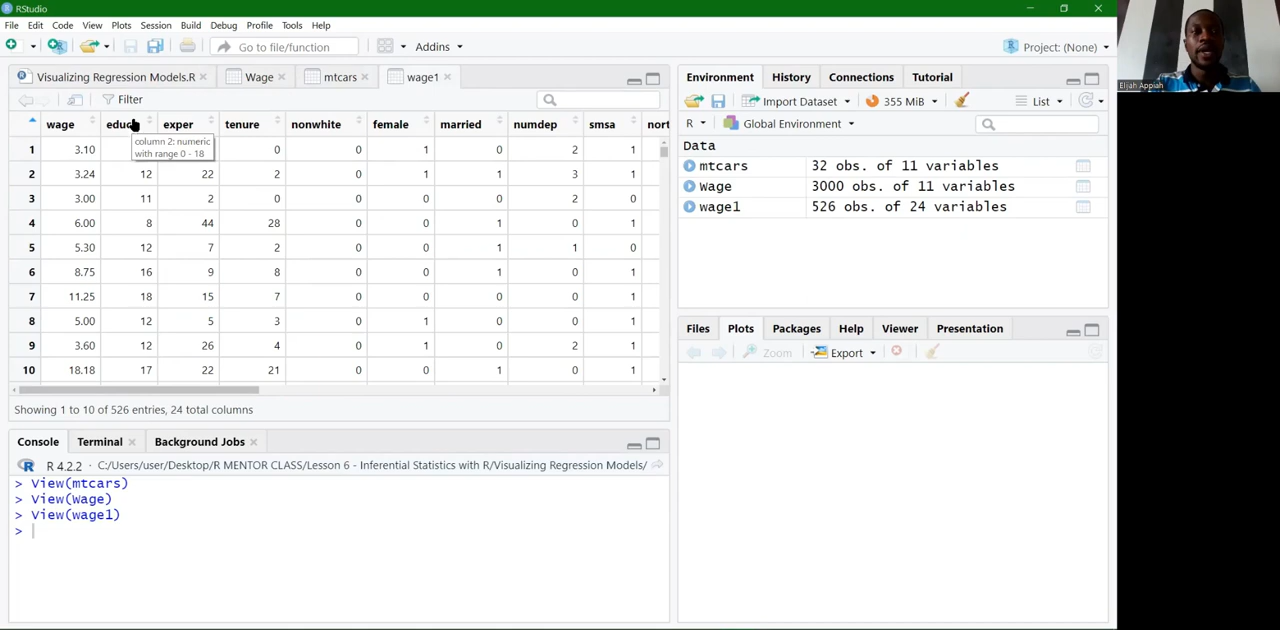 RStudio
File Edit Code View Plots Session Build Debug Profile Tools Help
Go to file/function Addins Project: (None)
Visualizing Regression Models.R Wage mtcars wage1
Filter
wage educ exper tenure nonwhite female married numdep smsa nort
column 2: numeric
with range 0 - 18
1 3.10 0 0 1 0 2 1
2 3.24 12 22 2 0 1 1 3 1
3 3.00 11 2 0 0 0 0 2 0
4 6.00 8 44 28 0 0 1 0 1
5 5.30 12 7 2 0 0 1 1 0
6 8.75 16 9 8 0 0 1 0 1
7 11.25 18 15 7 0 0 0 0 1
8 5.00 12 5 3 0 1 0 0 1
9 3.60 12 26 4 0 1 0 2 1
10 18.18 17 22 21 0 0 1 0 1
Showing 1 to 10 of 526 entries, 24 total columns
Console Terminal Background Jobs
R 4.2.2 · C:/Users/user/Desktop/R MENTOR CLASS/Lesson 6 - Inferential Statistics with R/Visualizing Regression Models/
> View(mtcars)
> View(Wage)
> View(wage1)
>
Environment History Connections Tutorial
Import Dataset 355 MiB List
R Global Environment
Data
mtcars 32 obs. of 11 variables
Wage 3000 obs. of 11 variables
wage1 526 obs. of 24 variables
Files Plots Packages Help Viewer Presentation
Zoom Export
Elijah Appiah